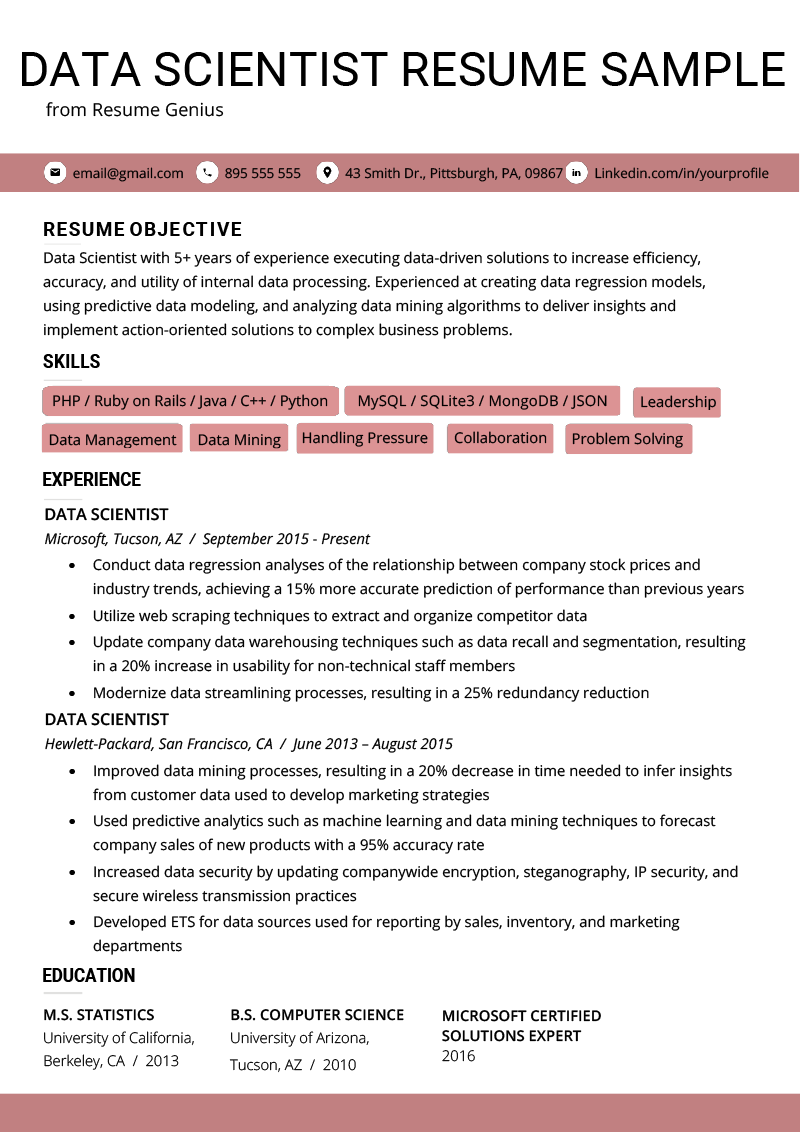 DATA SCIENTIST RESUME SAMPLE
from Resume Genius
email@gmail.com 895 555 555 43 Smith Dr., Pittsburgh, PA, 09867 in Linkedin.com/in/yourprofile
RESUME OBJECTIVE
Data Scientist with 5+ years of experience executing data-driven solutions to increase efficiency,
accuracy, and utility of internal data processing. Experienced at creating data regression models,
using predictive data modeling, and analyzing data mining algorithms to deliver insights and
implement action-oriented solutions to complex business problems.
SKILLS
PHP / Ruby on Rails / Java / C++ / Python MySQL / SQLite3 / MongoDB / JSON Leadership
Data Management Data Mining Handling Pressure Collaboration Problem Solving
EXPERIENCE
DATA SCIENTIST
Microsoft, Tucson, AZ / September 2015 - Present
• Conduct data regression analyses of the relationship between company stock prices and
industry trends, achieving a 15% more accurate prediction of performance than previous years
• Utilize web scraping techniques to extract and organize competitor data
• Update company data warehousing techniques such as data recall and segmentation, resulting
in a 20% increase in usability for non-technical staff members
• Modernize data streamlining processes, resulting in a 25% redundancy reduction
DATA SCIENTIST
Hewlett-Packard, San Francisco, CA / June 2013 – August 2015
• Improved data mining processes, resulting in a 20% decrease in time needed to infer insights
from customer data used to develop marketing strategies
• Used predictive analytics such as machine learning and data mining techniques to forecast
company sales of new products with a 95% accuracy rate
• Increased data security by updating companywide encryption, steganography, IP security, and
secure wireless transmission practices
• Developed ETS for data sources used for reporting by sales, inventory, and marketing
departments
EDUCATION
M.S. STATISTICS
University of California,
Berkeley, CA / 2013
B.S. COMPUTER SCIENCE
University of Arizona,
Tucson, AZ / 2010
MICROSOFT CERTIFIED
SOLUTIONS EXPERT
2016